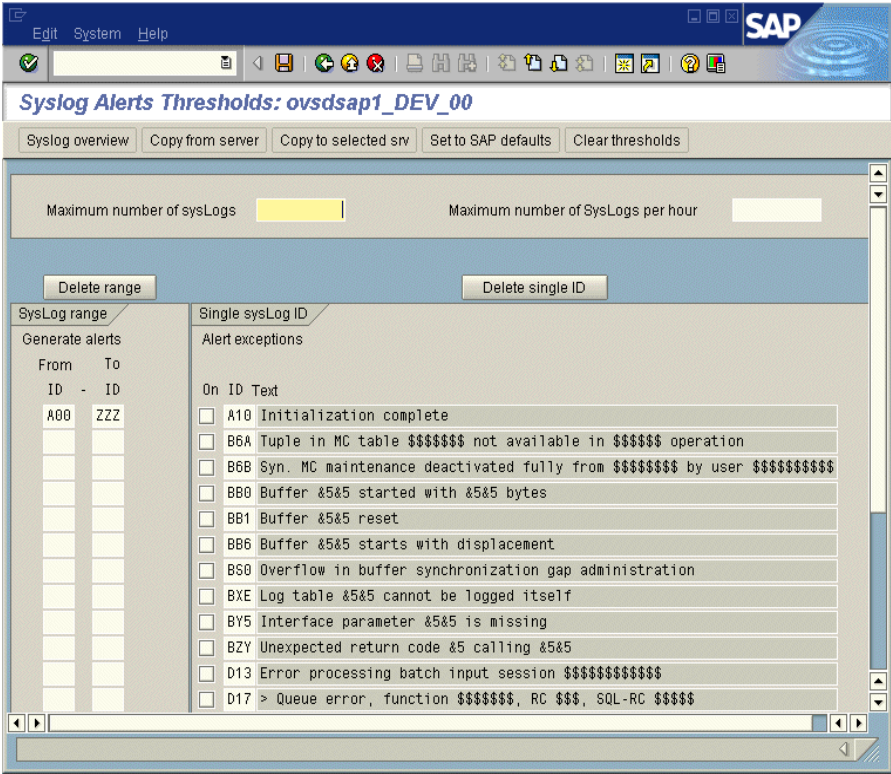 Edit System Help
SAP
Syslog Alerts Thresholds: ovsdsap1_DEV_00
Syslog overview Copy from server Copy to selected srv Set to SAP defaults Clear thresholds
Maximum number of sysLogs Maximum number of SysLogs per hour
Delete range Delete single ID
SysLog range Single sysLog ID
Generate alerts Alert exceptions
From To
ID - ID On ID Text
A00 ZZZ A10 Initialization complete
B6A Tuple in MC table $$$$$$$ not available in $$$$$$ operation
B6B Syn. MC maintenance deactivated fully from $$$$$$$$ by user $$$$$$$$$$
BB0 Buffer &5&5 started with &5&5 bytes
BB1 Buffer &5&5 reset
BB6 Buffer &5&5 starts with displacement
BS0 Overflow in buffer synchronization gap administration
BXE Log table &5&5 cannot be logged itself
BY5 Interface parameter &5&5 is missing
BZY Unexpected return code &5 calling &5&5
D13 Error processing batch input session $$$$$$$$$$$$
D17 > Queue error, function $$$$$$$, RC $$$, SQL-RC $$$$$